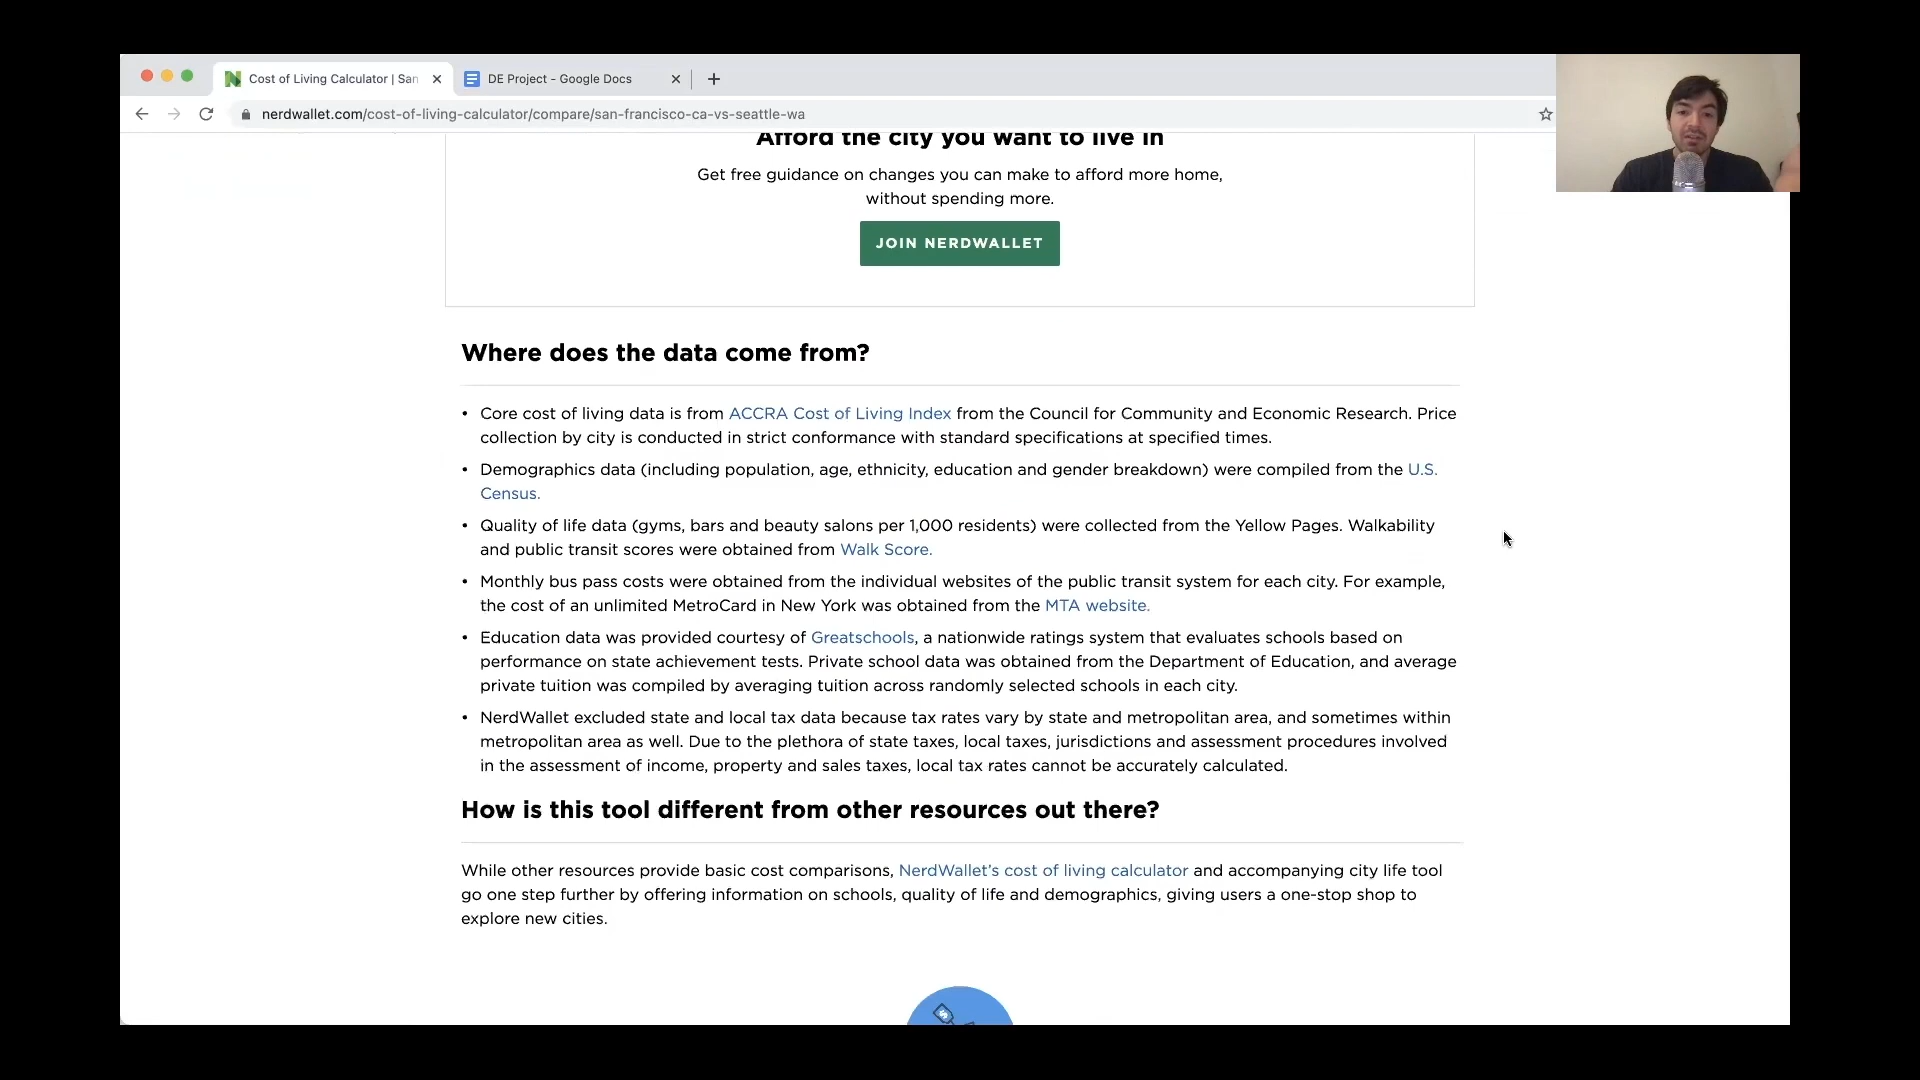 Cost of Living Calculator | San
DE Project - Google Docs
nerdwallet.com/cost-of-living-calculator/compare/san-francisco-ca-vs-seattle-wa
Afford the city you want to live in
Get free guidance on changes you can make to afford more home,
without spending more.
JOIN NERDWALLET
Where does the data come from?
• Core cost of living data is from ACCRA Cost of Living Index from the Council for Community and Economic Research. Price
collection by city is conducted in strict conformance with standard specifications at specified times.
• Demographics data (including population, age, ethnicity, education and gender breakdown) were compiled from the U.S.
Census.
• Quality of life data (gyms, bars and beauty salons per 1,000 residents) were collected from the Yellow Pages. Walkability
and public transit scores were obtained from Walk Score.
• Monthly bus pass costs were obtained from the individual websites of the public transit system for each city. For example,
the cost of an unlimited MetroCard in New York was obtained from the MTA website.
• Education data was provided courtesy of Greatschools, a nationwide ratings system that evaluates schools based on
performance on state achievement tests. Private school data was obtained from the Department of Education, and average
private tuition was compiled by averaging tuition across randomly selected schools in each city.
• NerdWallet excluded state and local tax data because tax rates vary by state and metropolitan area, and sometimes within
metropolitan area as well. Due to the plethora of state taxes, local taxes, jurisdictions and assessment procedures involved
in the assessment of income, property and sales taxes, local tax rates cannot be accurately calculated.
How is this tool different from other resources out there?
While other resources provide basic cost comparisons, NerdWallet's cost of living calculator and accompanying city life tool
go one step further by offering information on schools, quality of life and demographics, giving users a one-stop shop to
explore new cities.